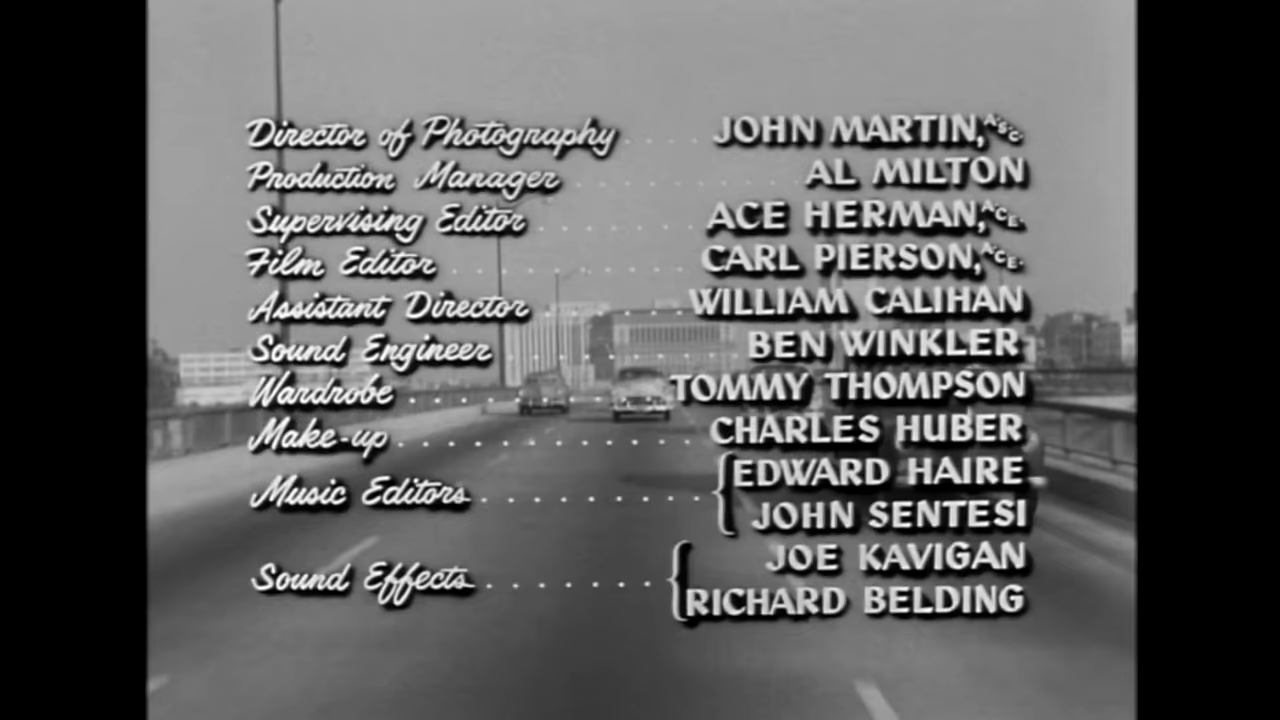 Director of Photography . . . . JOHN MARTIN, A.S.C.
Production Manager . . . . . . . . . . AL MILTON
Supervising Editor . . . . . . . ACE HERMAN, A.C.E.
Film Editor . . . . . . . . . . CARL PIERSON, A.C.E.
Assistant Director . . . . . . . WILLIAM CALIHAN
Sound Engineer . . . . . . . . . BEN WINKLER
Wardrobe . . . . . . . . . . . . TOMMY THOMPSON
Make-up . . . . . . . . . . . . CHARLES HUBER
Music Editors . . . . . . . . . { EDWARD HAIRE
JOHN SENTESI
Sound Effects . . . . . . . . { JOE KAVIGAN
RICHARD BELDING